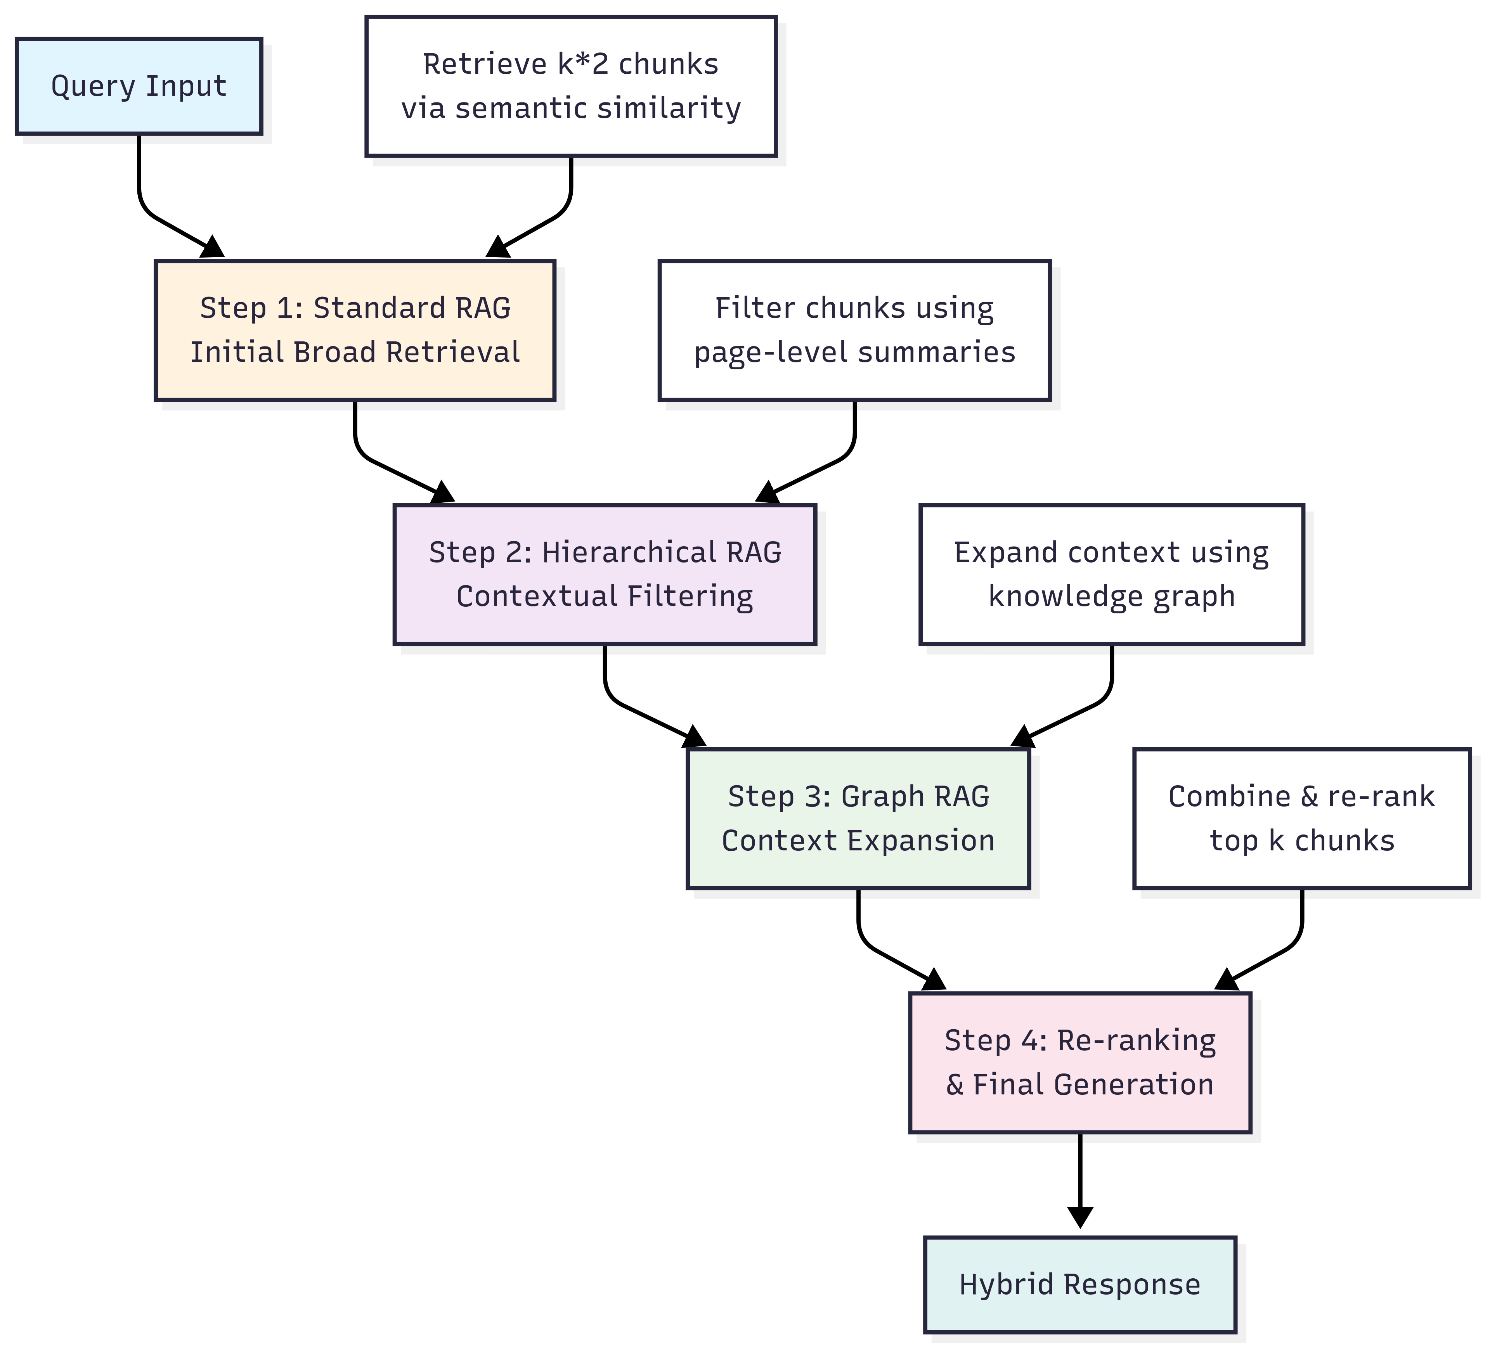 Query Input
Retrieve k*2 chunks
via semantic similarity
Step 1: Standard RAG
Initial Broad Retrieval
Filter chunks using
page-level summaries
Step 2: Hierarchical RAG
Contextual Filtering
Expand context using
knowledge graph
Step 3: Graph RAG
Context Expansion
Combine & re-rank
top k chunks
Step 4: Re-ranking
& Final Generation
Hybrid Response